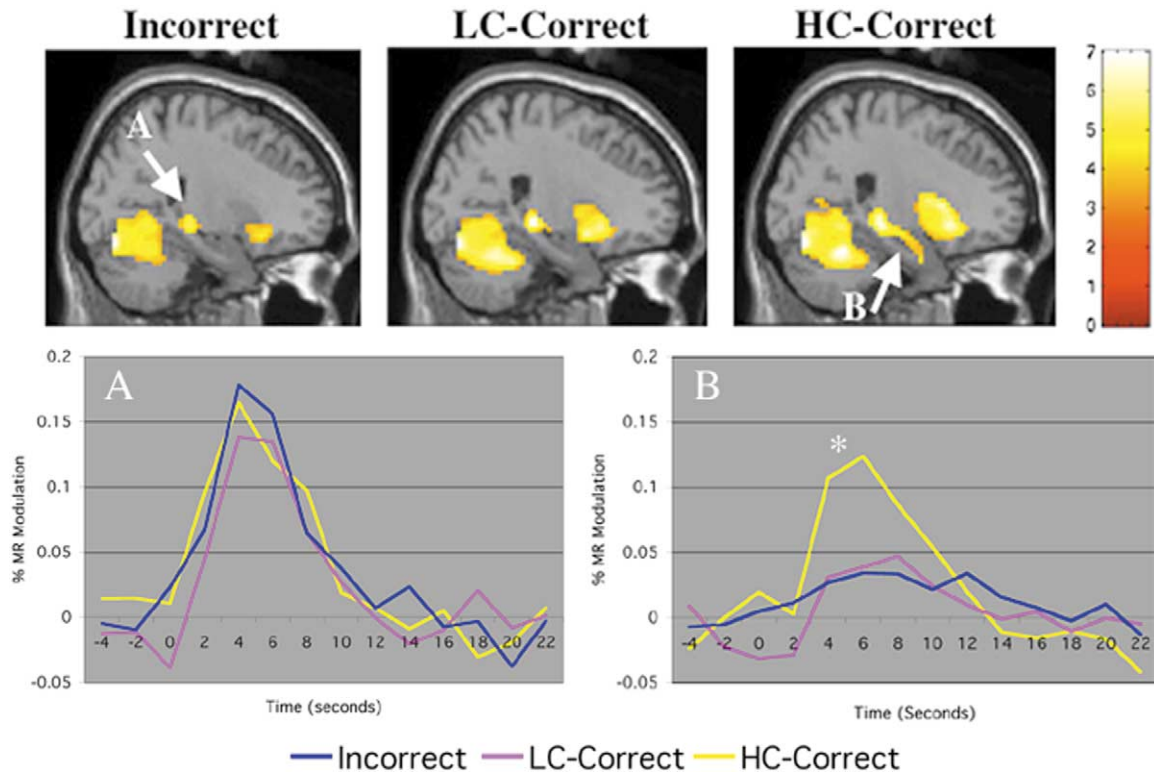 Incorrect LC-Correct HC-Correct
A
B
7
6
5
4
3
2
1
0
A
0.2
0.15
0.1
0.05
0
-0.05
% MR Modulation
-4 -2 0 2 4 6 8 10 12 14 16 18 20 22
Time (seconds)
B
*
0.2
0.15
0.1
0.05
0
-0.05
% MR Modulation
-4 -2 0 2 4 6 8 10 12 14 16 18 20 22
Time (Seconds)
Incorrect LC-Correct HC-Correct